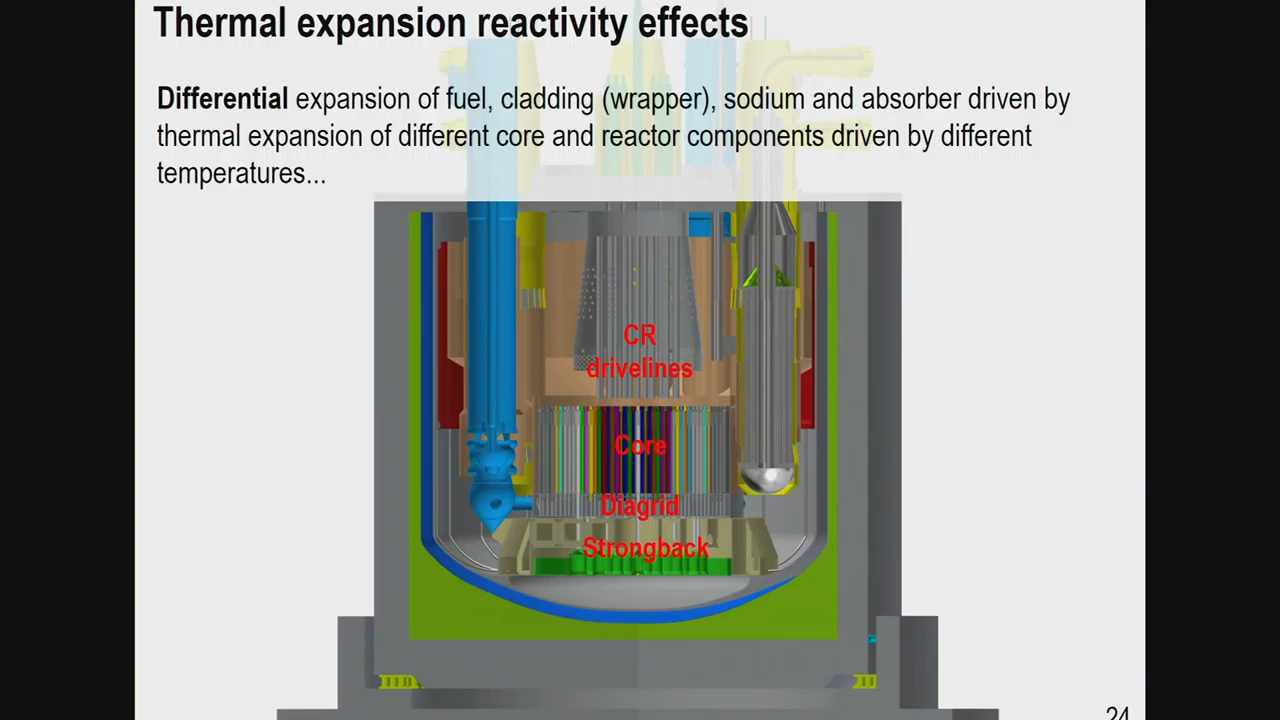 Thermal expansion reactivity effects
Differential expansion of fuel, cladding (wrapper), sodium and absorber driven by
thermal expansion of different core and reactor components driven by different
temperatures...
CR
drivelines
Core
Diagrid
Strongback
24